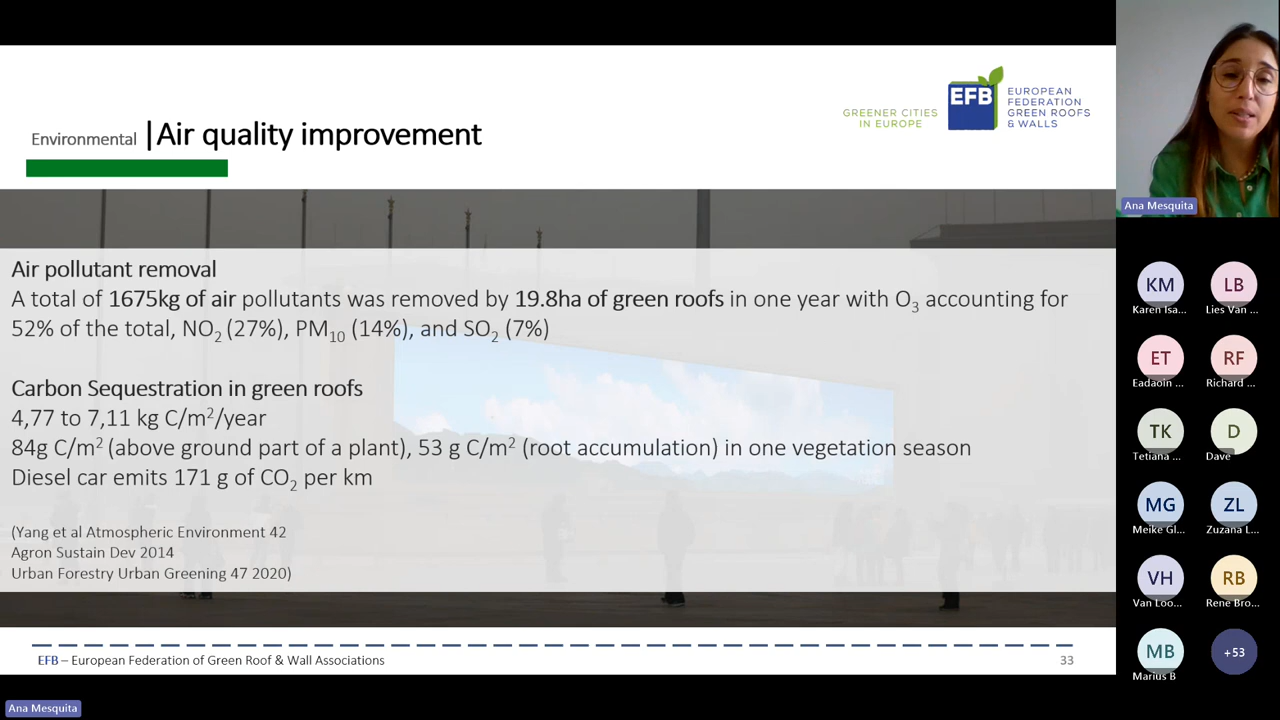 Environmental |Air quality improvement
GREENER CITIES
IN EUROPE
EFB
EUROPEAN
FEDERATION
GREEN ROOFS
& WALLS
Air pollutant removal
A total of 1675kg of air pollutants was removed by 19.8ha of green roofs in one year with O₃ accounting for
52% of the total, NO₂ (27%), PM₁₀ (14%), and SO₂ (7%)
Carbon Sequestration in green roofs
4,77 to 7,11 kg C/m²/year
84g C/m² (above ground part of a plant), 53 g C/m² (root accumulation) in one vegetation season
Diesel car emits 171 g of CO₂ per km
(Yang et al Atmospheric Environment 42
Agron Sustain Dev 2014
Urban Forestry Urban Greening 47 2020)
EFB – European Federation of Green Roof & Wall Associations
33
Ana Mesquita
Ana Mesquita
KM
Karen Isa...
LB
Lies Van ...
ET
Eadaoin ...
RF
Richard ...
TK
Tetiana ...
D
Dave
MG
Meike Gl...
ZL
Zuzana L...
VH
Van Loo...
RB
Rene Bro...
MB
Marius B
+53